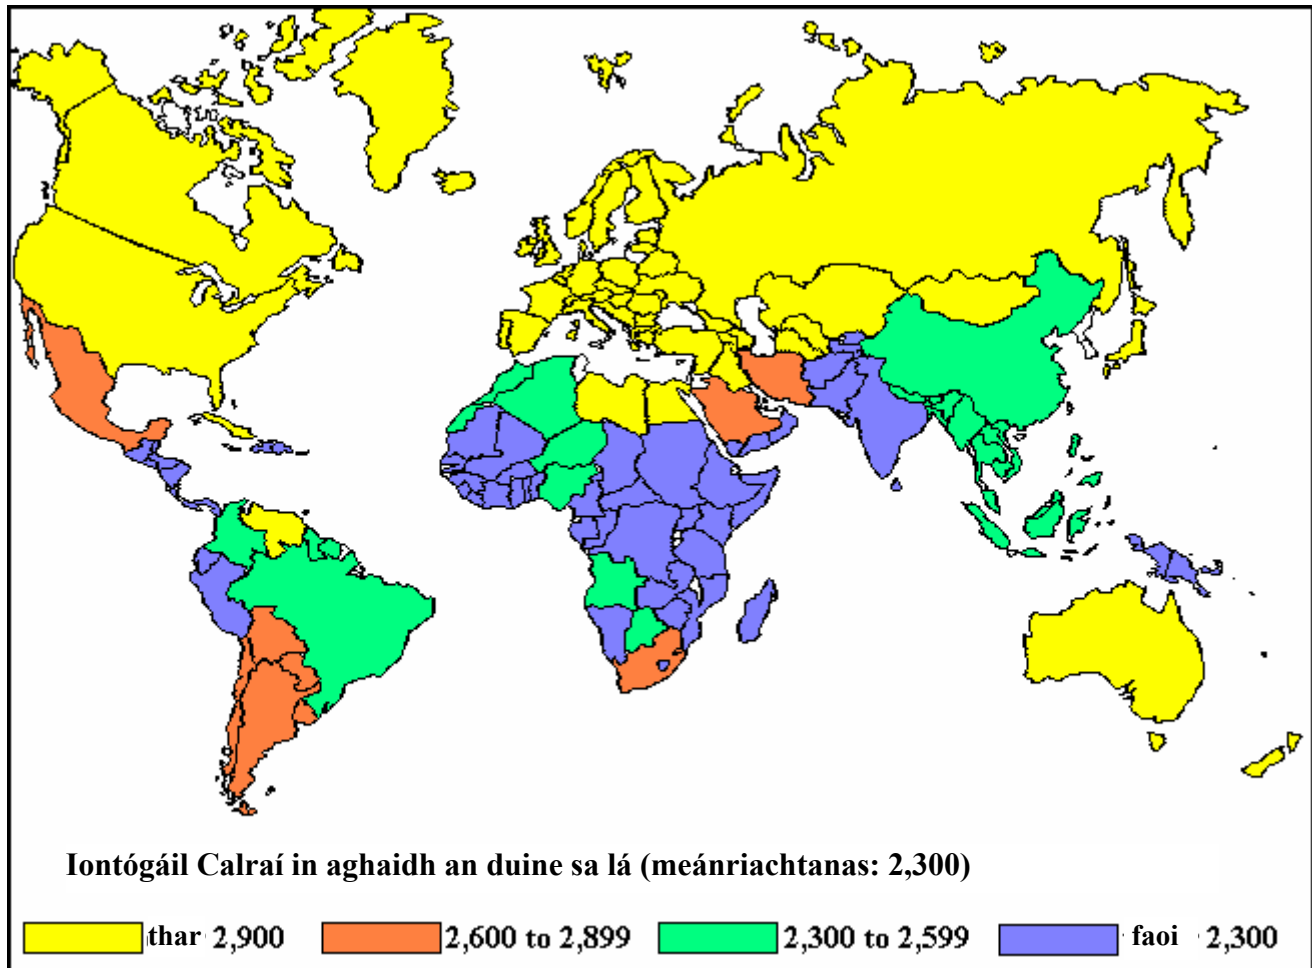 Iontógáil Calraí in aghaidh an duine sa lá (meánriachtanas: 2,300)
thar 2,900 2,600 to 2,899 2,300 to 2,599 faoi 2,300